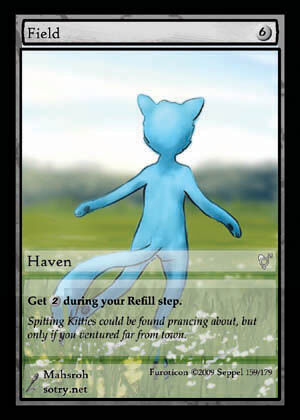 Field 6
Haven
Get 2 during your Refill step.
Spitting Kitties could be found prancing about, but
only if you ventured far from town.
Mahsroh Furoticon ©2009 Seppel 159/179
sotry.net